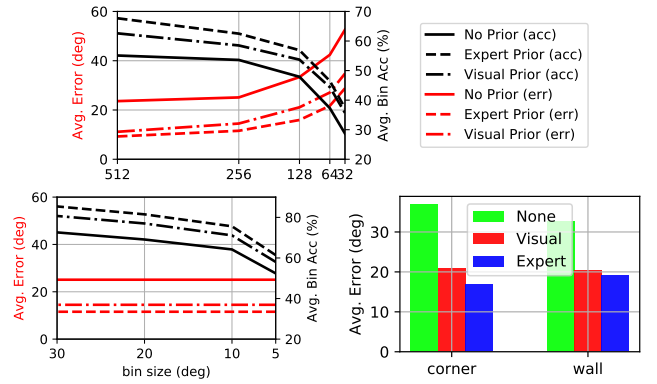 Avg. Error (deg)
60
40
20
0
512
256
128
64
32
70
60
50
40
30
20
Avg. Bin Acc (%)
No Prior (acc)
Expert Prior (acc)
Visual Prior (acc)
No Prior (err)
Expert Prior (err)
Visual Prior (err)
Avg. Error (deg)
60
40
20
0
30
20
10
5
bin size (deg)
80
60
40
20
Avg. Bin Acc (%)
Avg. Error (deg)
30
20
10
0
None
Visual
Expert
corner
wall